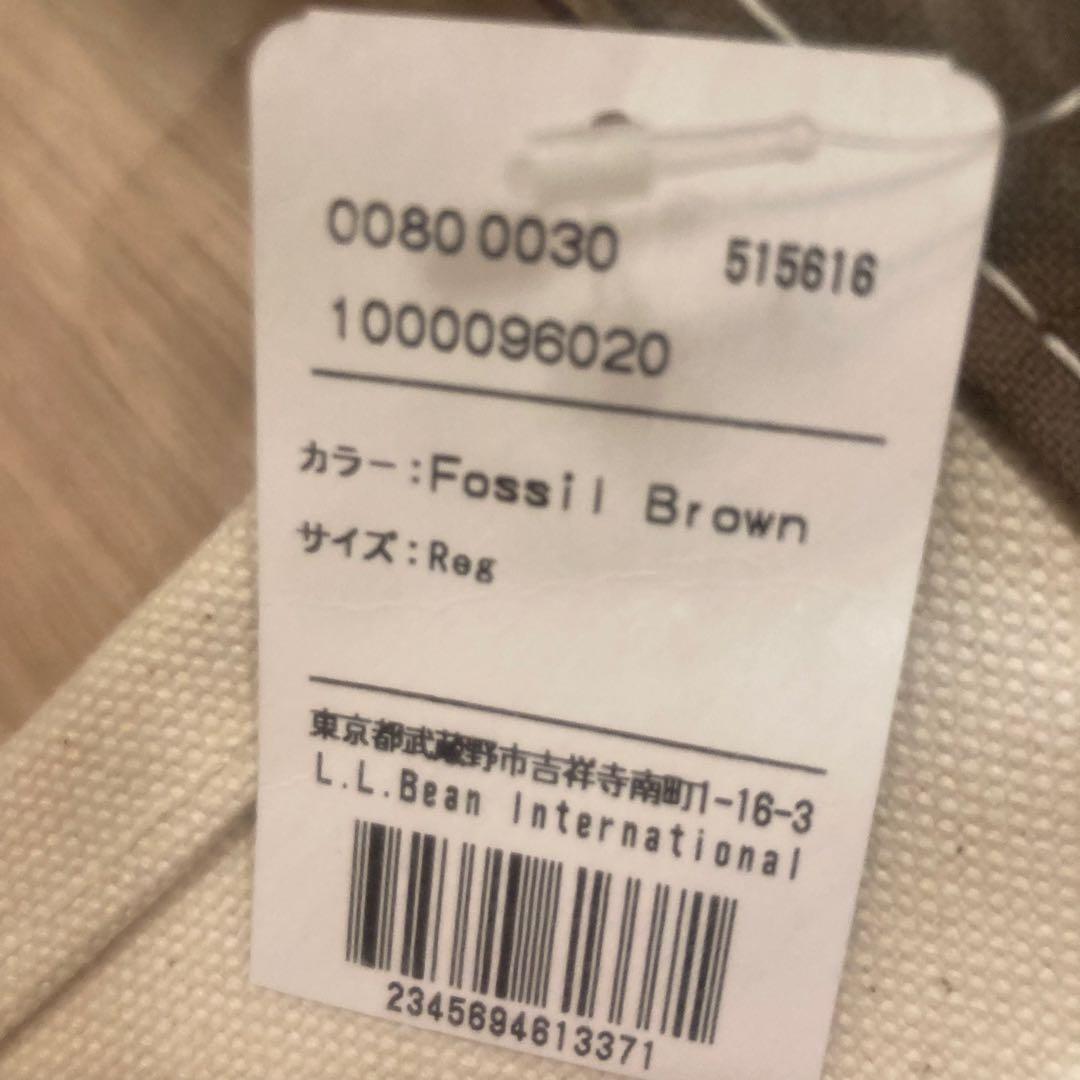 0080 0030 515616
1000096020
カラー:Fossil Brown
サイズ:Reg
東京都武蔵野市吉祥寺南町1-16-3
L.L.Bean International
2345694613371